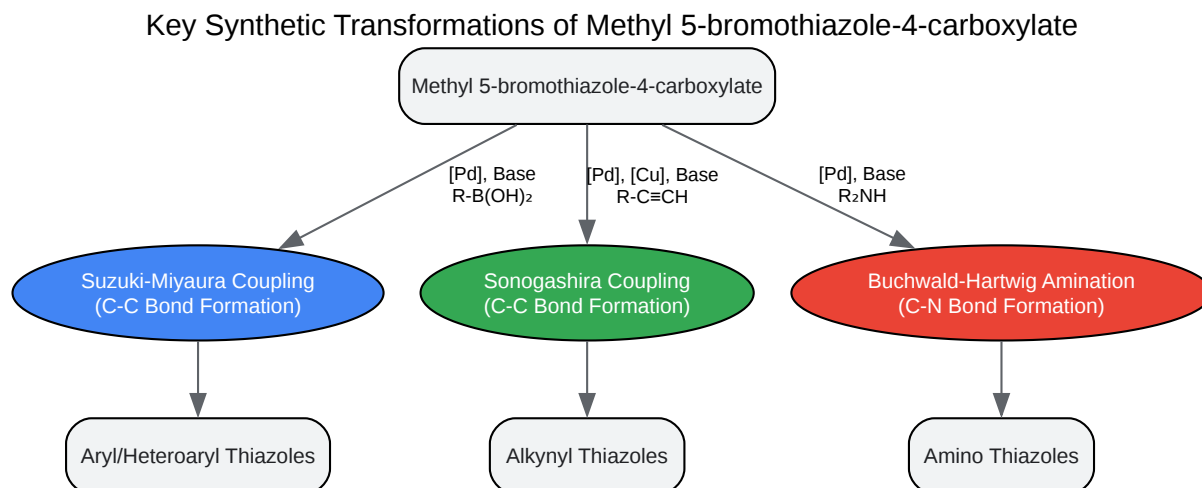 Key Synthetic Transformations of Methyl 5-bromothiazole-4-carboxylate
Methyl 5-bromothiazole-4-carboxylate
[Pd], Base
R-B(OH)₂
[Pd], [Cu], Base
R-C≡CH
[Pd], Base
R₂NH
Suzuki-Miyaura Coupling
(C-C Bond Formation)
Sonogashira Coupling
(C-C Bond Formation)
Buchwald-Hartwig Amination
(C-N Bond Formation)
Aryl/Heteroaryl Thiazoles
Alkynyl Thiazoles
Amino Thiazoles